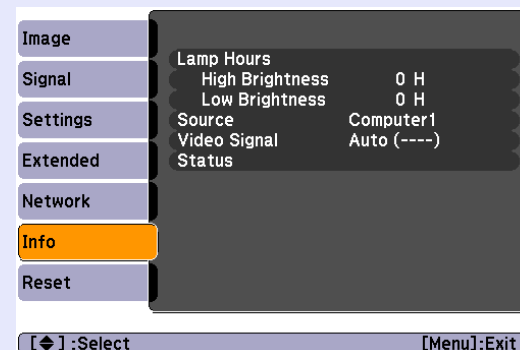 Image
Signal
Settings
Extended
Network
Info
Reset
Lamp Hours
High Brightness 0 H
Low Brightness 0 H
Source Computer1
Video Signal Auto (----)
Status
[◆] :Select [Menu]:Exit